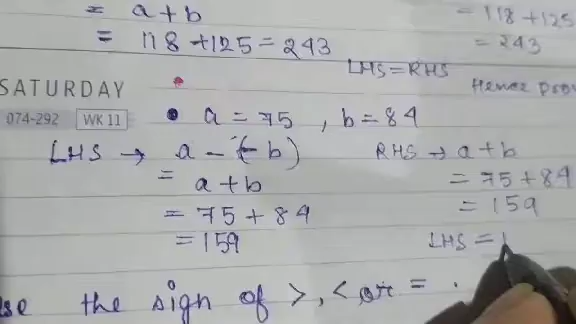 = a + b
= 118 + 125 = 243
= 118 + 125
= 243
LHS = RHS
Hence
SATURDAY
074-292 WK 11
• a = 75 , b = 84
LHS → a - (- b)
= a + b
= 75 + 84
= 159
RHS → a + b
= 75 + 84
= 159
LHS =
the sign of >, < or = .